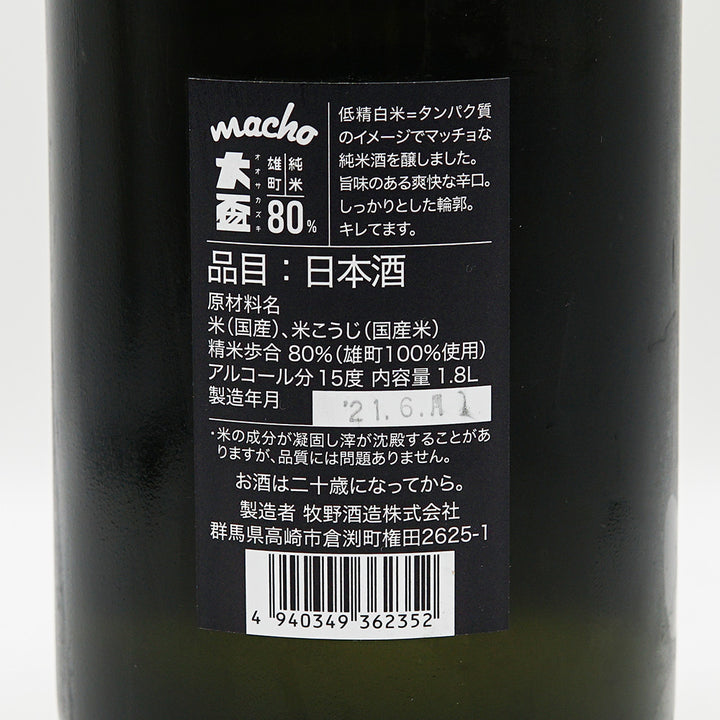 macho
大盃
オオサカズキ
純米
雄町
80%
低精白米=タンパク質
のイメージでマッチョな
純米酒を醸しました。
旨味のある爽快な辛口。
しっかりとした輪郭。
キレてます。
品目：日本酒
原材料名
米(国産)、米こうじ(国産米)
精米歩合 80%(雄町100%使用)
アルコール分 15度 内容量 1.8L
製造年月 '21.6.月
・米の成分が凝固し滓が沈殿することがあ
りますが、品質には問題ありません。
お酒は二十歳になってから。
製造者 牧野酒造株式会社
群馬県高崎市倉渕町権田2625-1
4 940349 362352